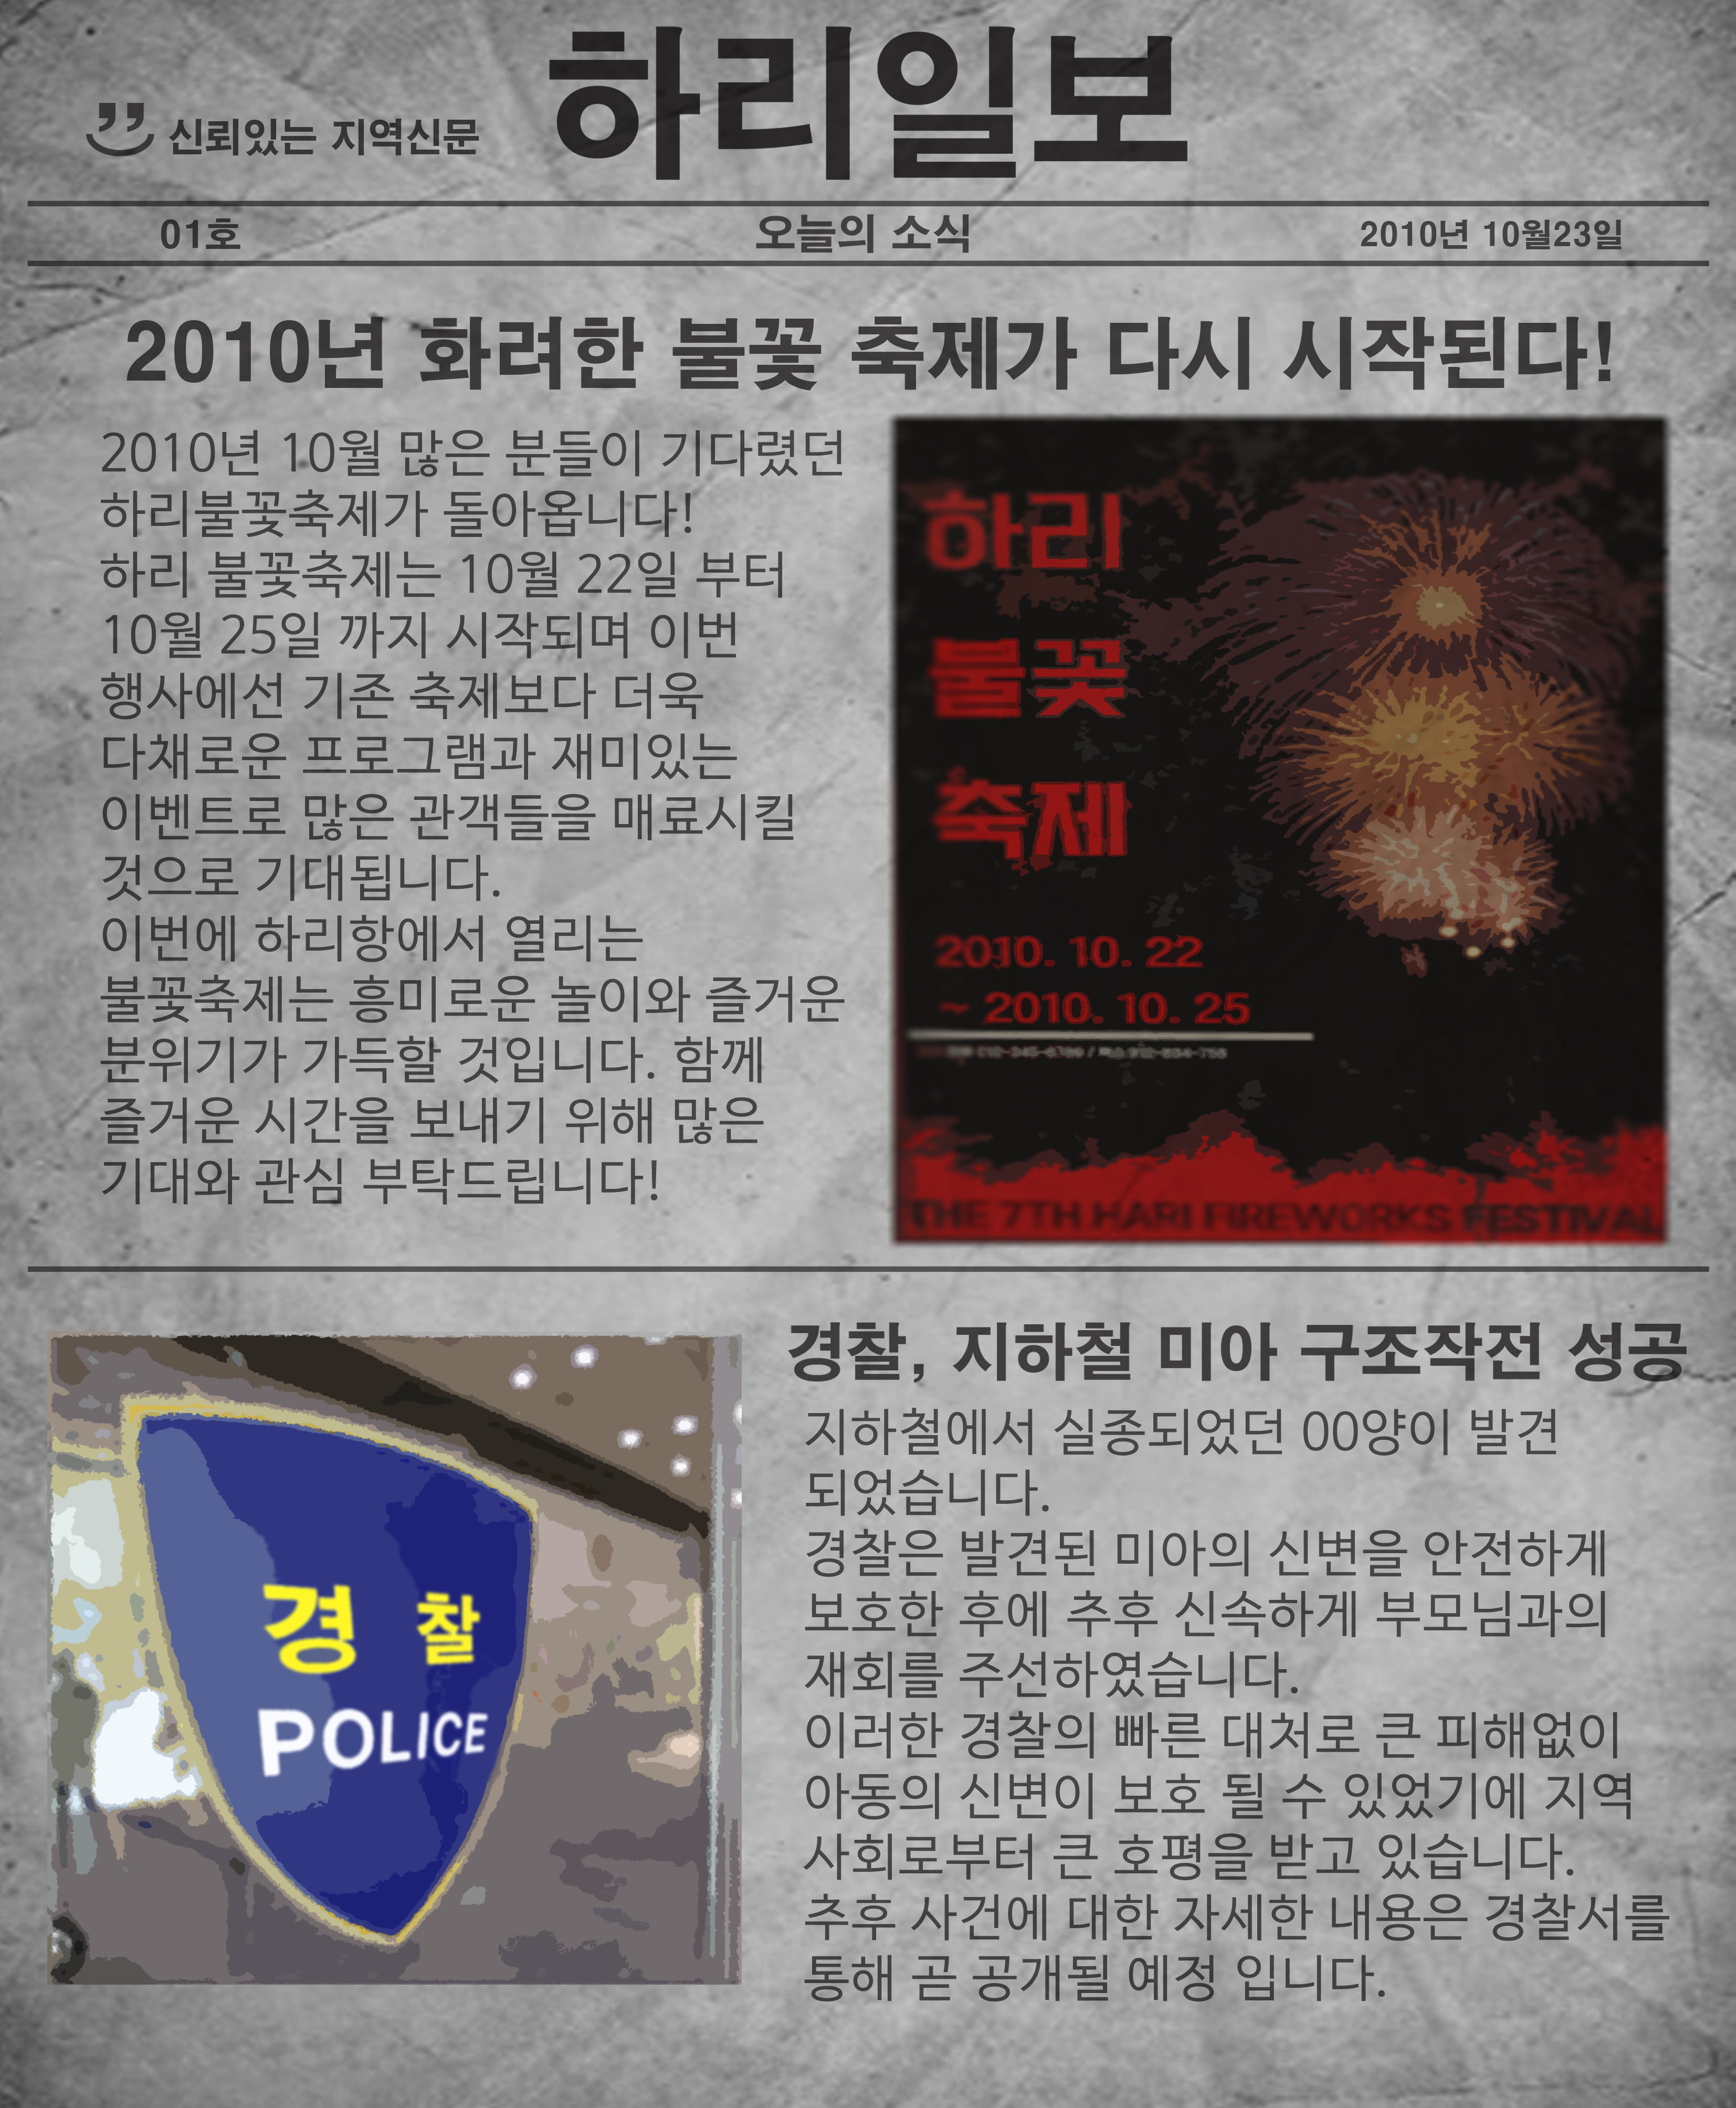 하리일보
신뢰있는 지역신문
01호 오늘의 소식 2010년 10월23일
2010년 화려한 불꽃 축제가 다시 시작된다!
2010년 10월 많은 분들이 기다렸던
하리불꽃축제가 돌아옵니다!
하리 불꽃축제는 10월 22일 부터
10월 25일 까지 시작되며 이번
행사에선 기존 축제보다 더욱
다채로운 프로그램과 재미있는
이벤트로 많은 관객들을 매료시킬
것으로 기대됩니다.
이번에 하리항에서 열리는
불꽃축제는 흥미로운 놀이와 즐거운
분위기가 가득할 것입니다. 함께
즐거운 시간을 보내기 위해 많은
기대와 관심 부탁드립니다!
하리
불꽃
축제
2010. 10. 22
~ 2010. 10. 25
THE 7TH HARI FIREWORKS FESTIVAL
경찰, 지하철 미아 구조작전 성공
지하철에서 실종되었던 00양이 발견
되었습니다.
경찰은 발견된 미아의 신변을 안전하게
보호한 후에 추후 신속하게 부모님과의
재회를 주선하였습니다.
이러한 경찰의 빠른 대처로 큰 피해없이
아동의 신변이 보호 될 수 있었기에 지역
사회로부터 큰 호평을 받고 있습니다.
추후 사건에 대한 자세한 내용은 경찰서를
통해 곧 공개될 예정 입니다.
경 찰
POLICE